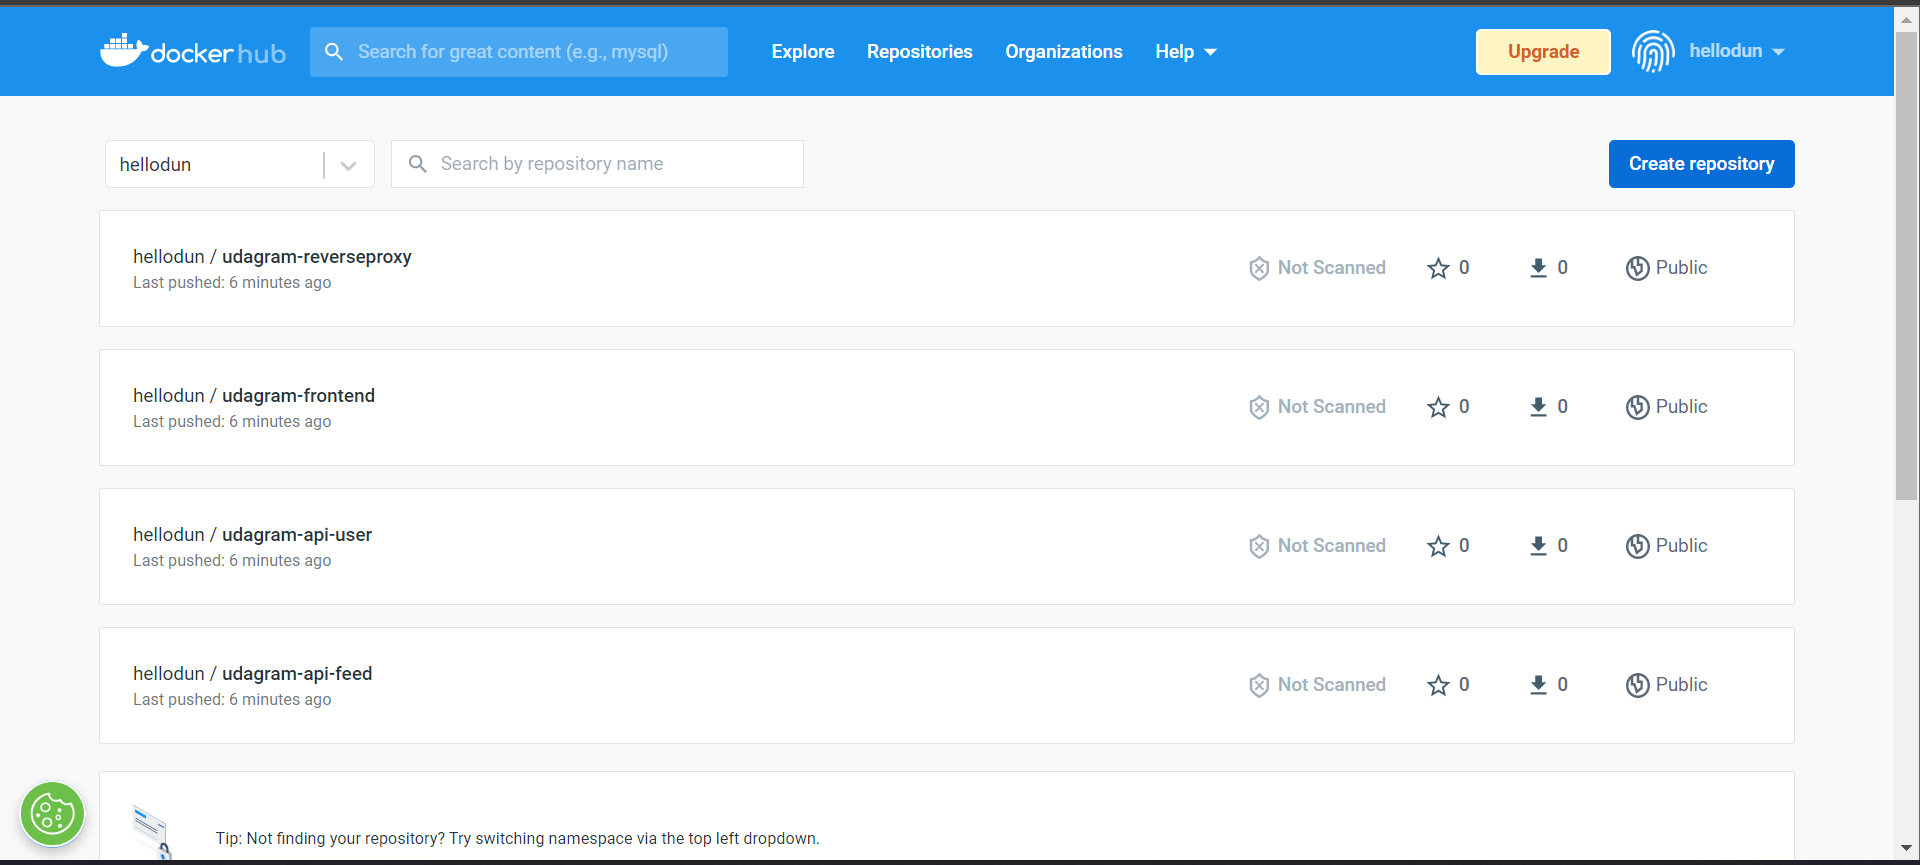 docker hub
Search for great content (e.g., mysql)
Explore
Repositories
Organizations
Help
Upgrade
hellodun
hellodun
Search by repository name
Create repository
hellodun / udagram-reverseproxy
Last pushed: 6 minutes ago
Not Scanned
0
0
Public
hellodun / udagram-frontend
Last pushed: 6 minutes ago
Not Scanned
0
0
Public
hellodun / udagram-api-user
Last pushed: 6 minutes ago
Not Scanned
0
0
Public
hellodun / udagram-api-feed
Last pushed: 6 minutes ago
Not Scanned
0
0
Public
Tip: Not finding your repository? Try switching namespace via the top left dropdown.